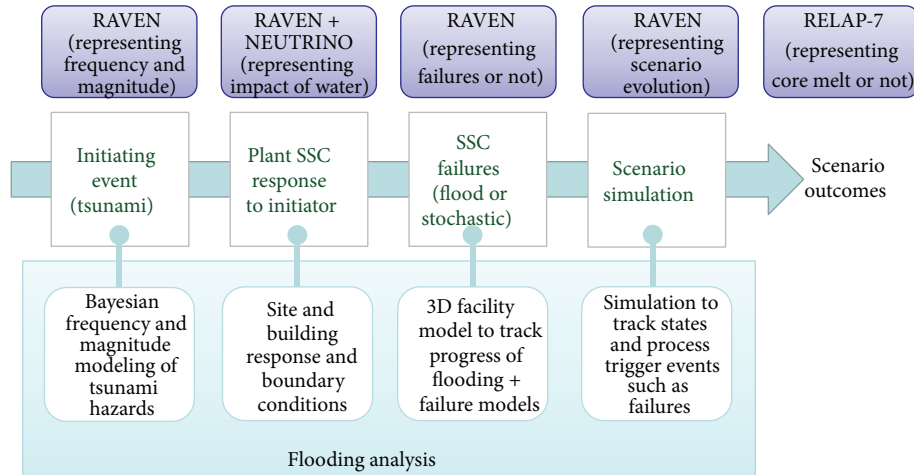 RAVEN
(representing
frequency and
magnitude)
RAVEN +
NEUTRINO
(representing
impact of water)
RAVEN
(representing
failures or not)
RAVEN
(representing
scenario
evolution)
RELAP-7
(representing
core melt or not)
Initiating
event
(tsunami)
Plant SSC
response
to initiator
SSC
failures
(flood or
stochastic)
Scenario
simulation
Scenario
outcomes
Bayesian
frequency and
magnitude
modeling of
tsunami
hazards
Site and
building
response and
boundary
conditions
3D facility
model to track
progress of
flooding +
failure models
Simulation to
track states
and process
trigger events
such as
failures
Flooding analysis